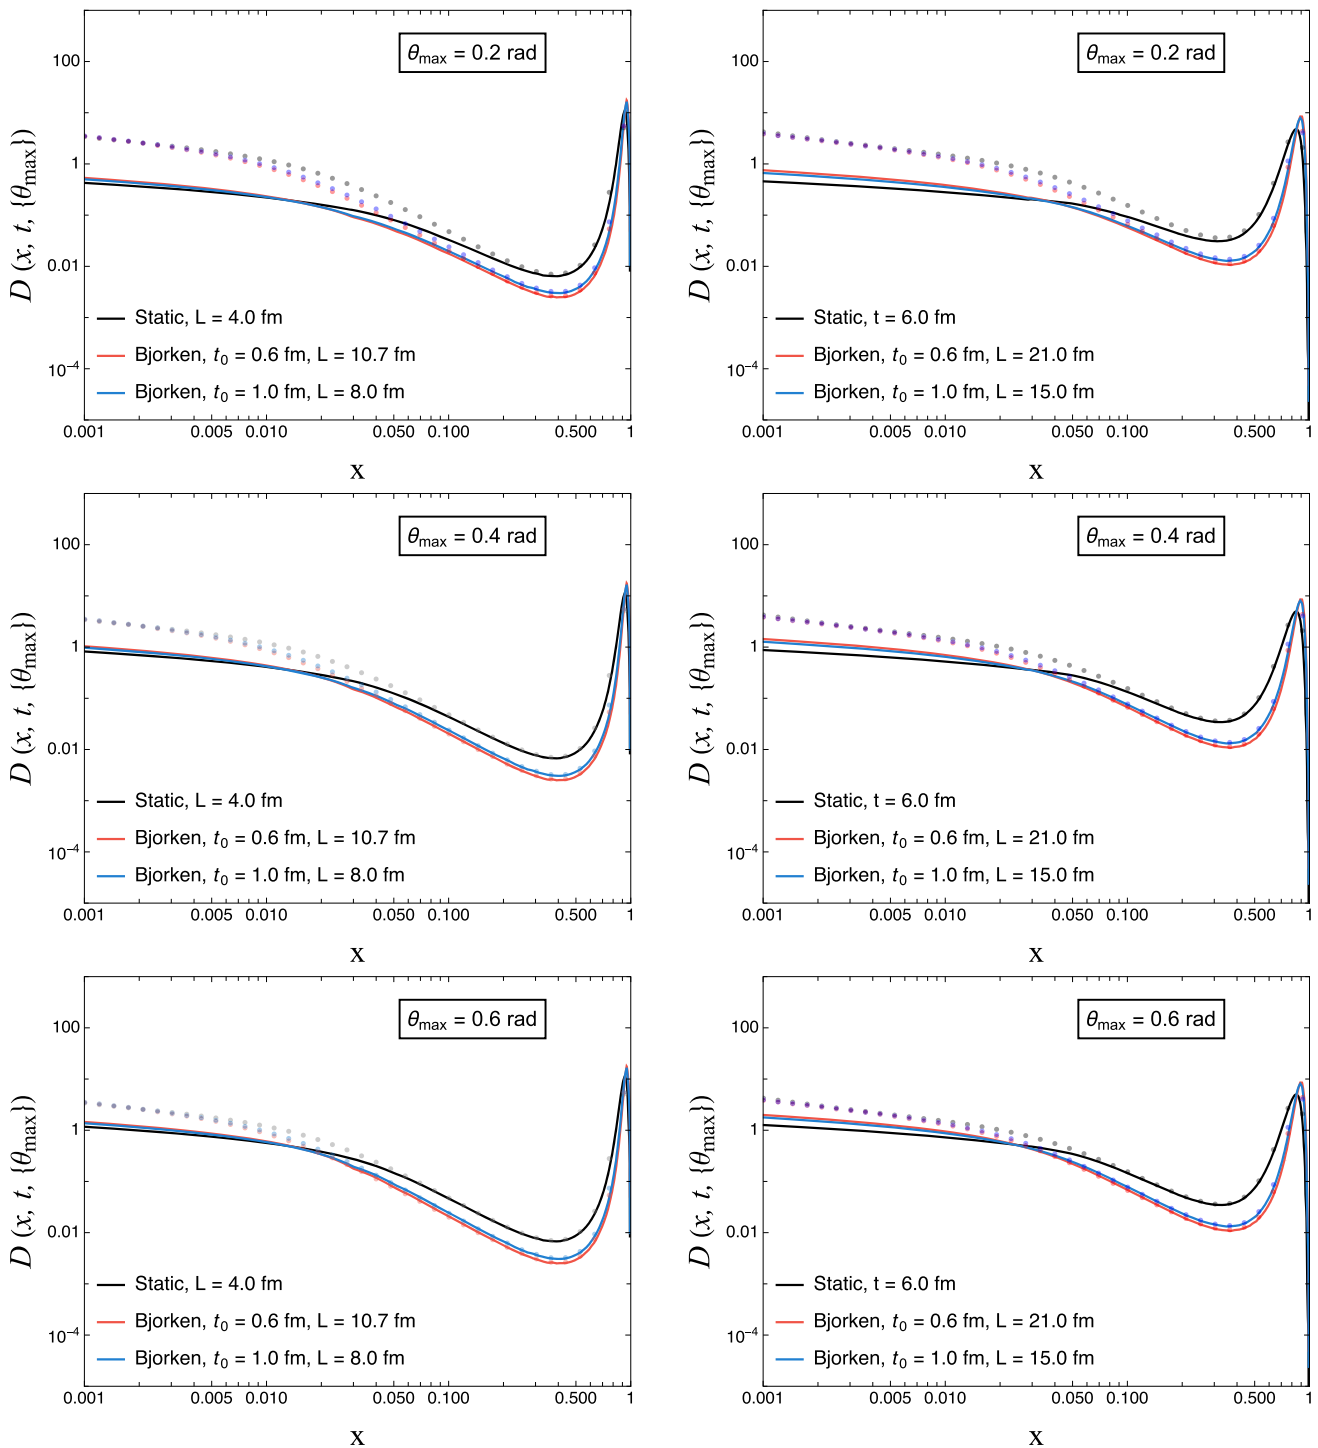 θmax = 0.2 rad
D (x, t, {θmax})
100
1
0.01
10⁻⁴
Static, L = 4.0 fm
Bjorken, t₀ = 0.6 fm, L = 10.7 fm
Bjorken, t₀ = 1.0 fm, L = 8.0 fm
0.001 0.005 0.010 0.050 0.100 0.500 1
x
θmax = 0.2 rad
D (x, t, {θmax})
100
1
0.01
10⁻⁴
Static, t = 6.0 fm
Bjorken, t₀ = 0.6 fm, L = 21.0 fm
Bjorken, t₀ = 1.0 fm, L = 15.0 fm
0.001 0.005 0.010 0.050 0.100 0.500 1
x
θmax = 0.4 rad
D (x, t, {θmax})
100
1
0.01
10⁻⁴
Static, L = 4.0 fm
Bjorken, t₀ = 0.6 fm, L = 10.7 fm
Bjorken, t₀ = 1.0 fm, L = 8.0 fm
0.001 0.005 0.010 0.050 0.100 0.500 1
x
θmax = 0.4 rad
D (x, t, {θmax})
100
1
0.01
10⁻⁴
Static, t = 6.0 fm
Bjorken, t₀ = 0.6 fm, L = 21.0 fm
Bjorken, t₀ = 1.0 fm, L = 15.0 fm
0.001 0.005 0.010 0.050 0.100 0.500 1
x
θmax = 0.6 rad
D (x, t, {θmax})
100
1
0.01
10⁻⁴
Static, L = 4.0 fm
Bjorken, t₀ = 0.6 fm, L = 10.7 fm
Bjorken, t₀ = 1.0 fm, L = 8.0 fm
0.001 0.005 0.010 0.050 0.100 0.500 1
x
θmax = 0.6 rad
D (x, t, {θmax})
100
1
0.01
10⁻⁴
Static, t = 6.0 fm
Bjorken, t₀ = 0.6 fm, L = 21.0 fm
Bjorken, t₀ = 1.0 fm, L = 15.0 fm
0.001 0.005 0.010 0.050 0.100 0.500 1
x